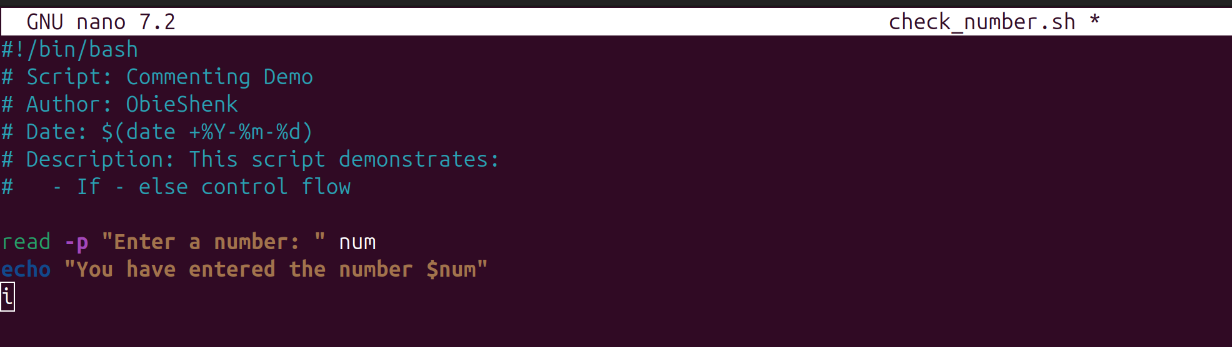 GNU nano 7.2 check_number.sh *
#!/bin/bash
# Script: Commenting Demo
# Author: ObieShenk
# Date: $(date +%Y-%m-%d)
# Description: This script demonstrates:
#   - If - else control flow
read -p "Enter a number: " num
echo "You have entered the number $num"
i